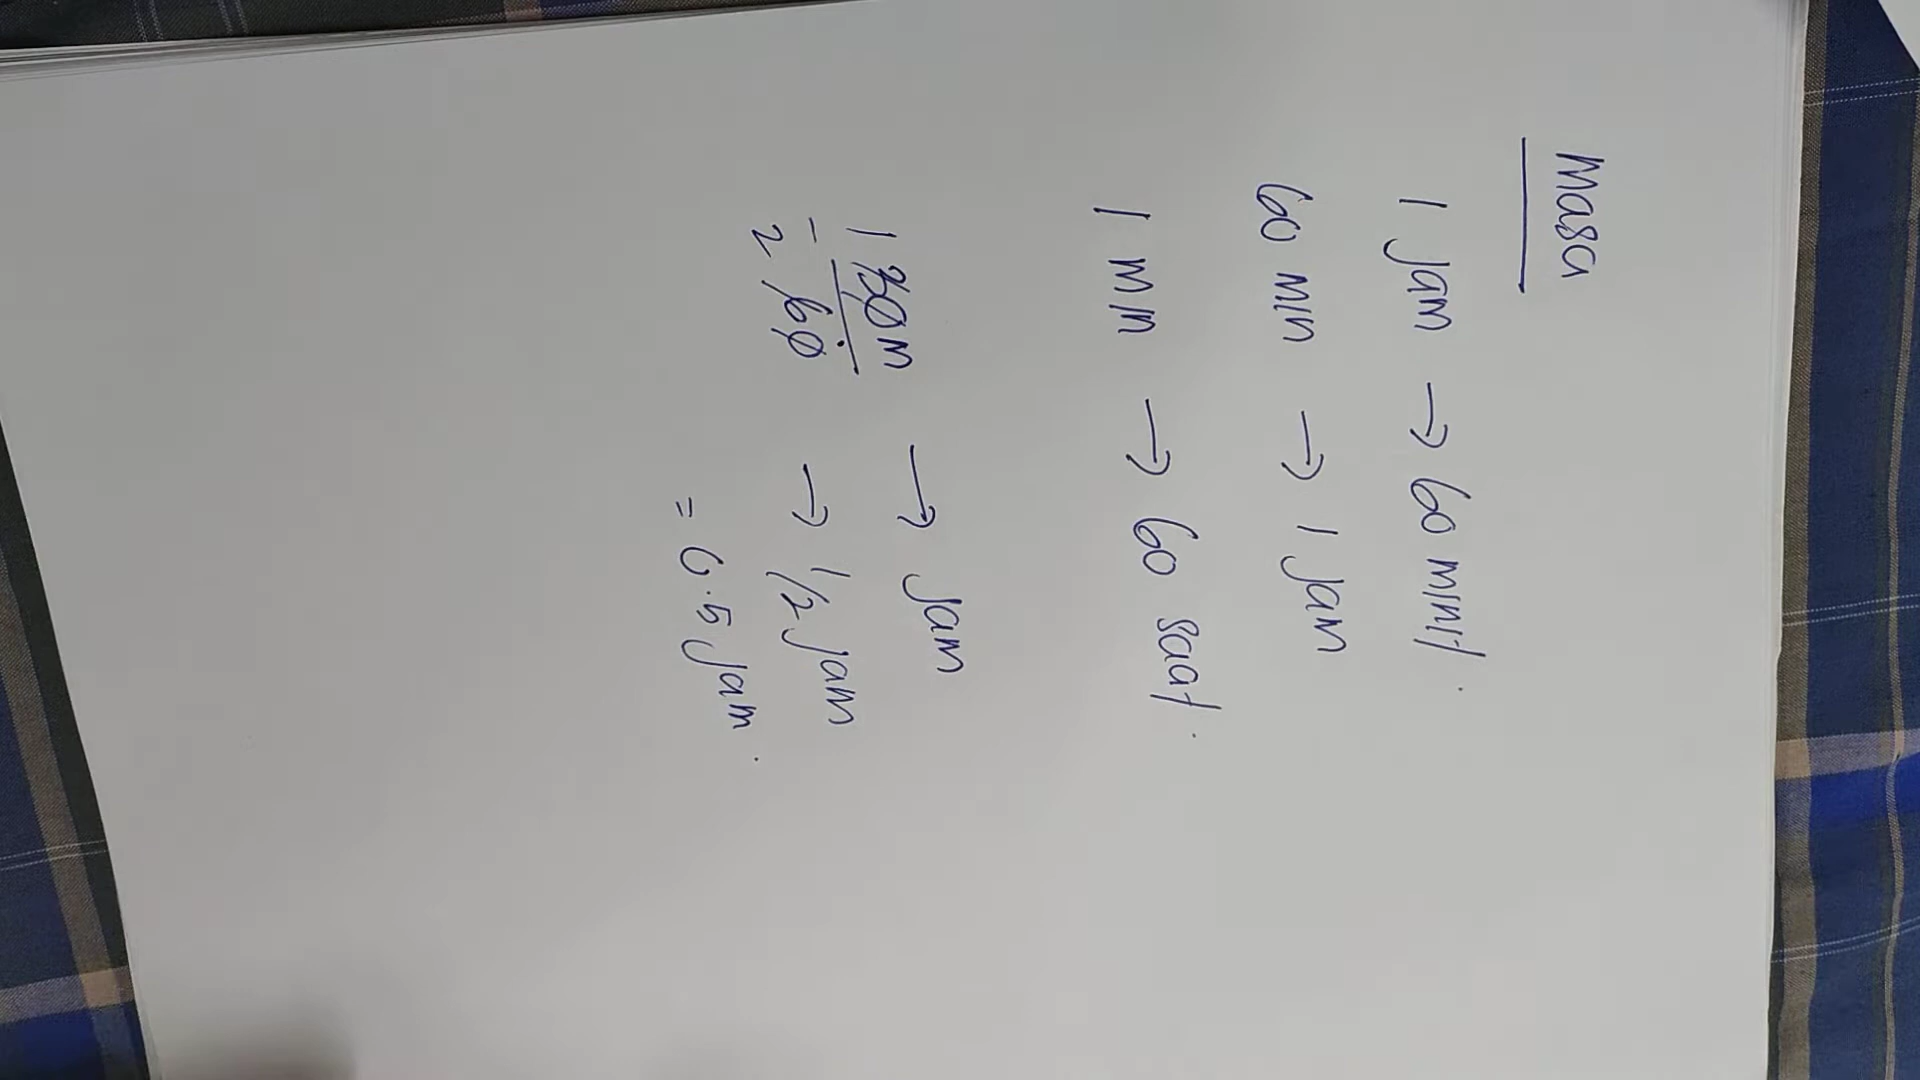 masa
1 jam → 60 minit.
60 min → 1 jam
1 min → 60 saat.
30m → jam
1/2 30/60 → 1/2 jam
= 0.5 jam.